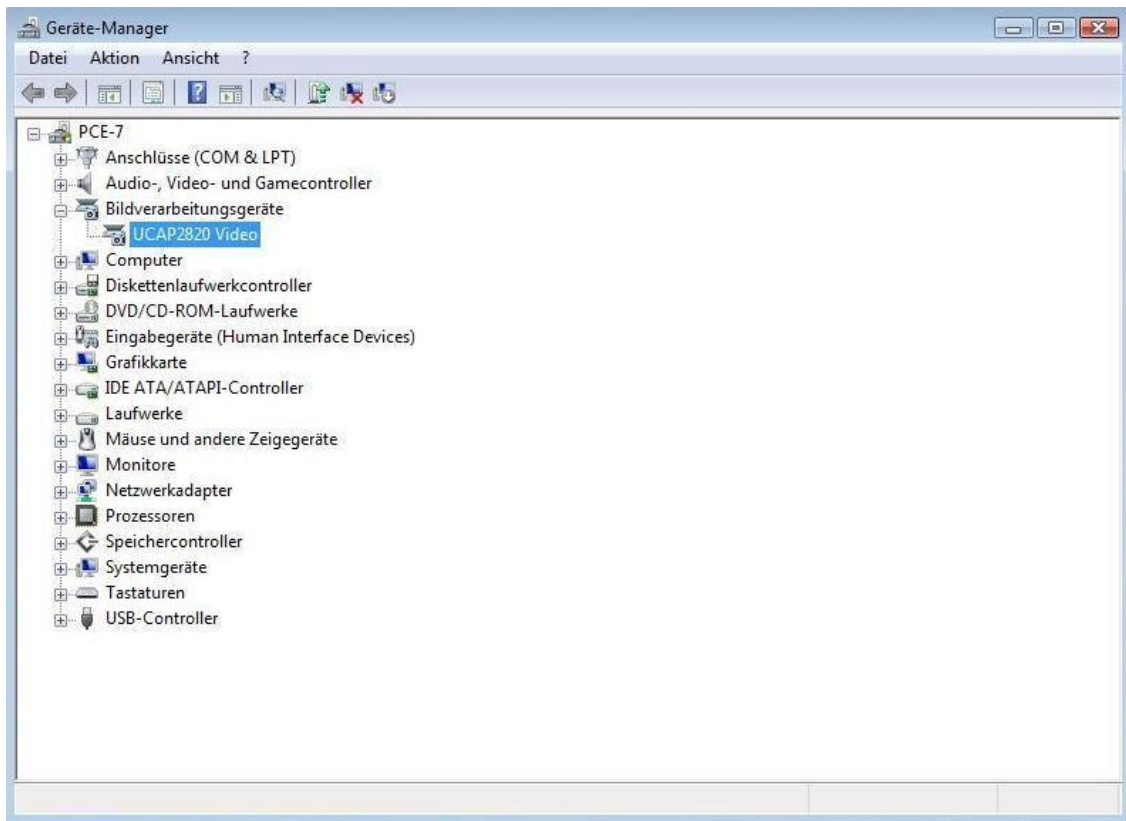 Geräte-Manager
Datei Aktion Ansicht ?
PCE-7
Anschlüsse (COM & LPT)
Audio-, Video- und Gamecontroller
Bildverarbeitungsgeräte
UCAP2820 Video
Computer
Diskettenlaufwerkcontroller
DVD/CD-ROM-Laufwerke
Eingabegeräte (Human Interface Devices)
Grafikkarte
IDE ATA/ATAPI-Controller
Laufwerke
Mäuse und andere Zeigegeräte
Monitore
Netzwerkadapter
Prozessoren
Speichercontroller
Systemgeräte
Tastaturen
USB-Controller